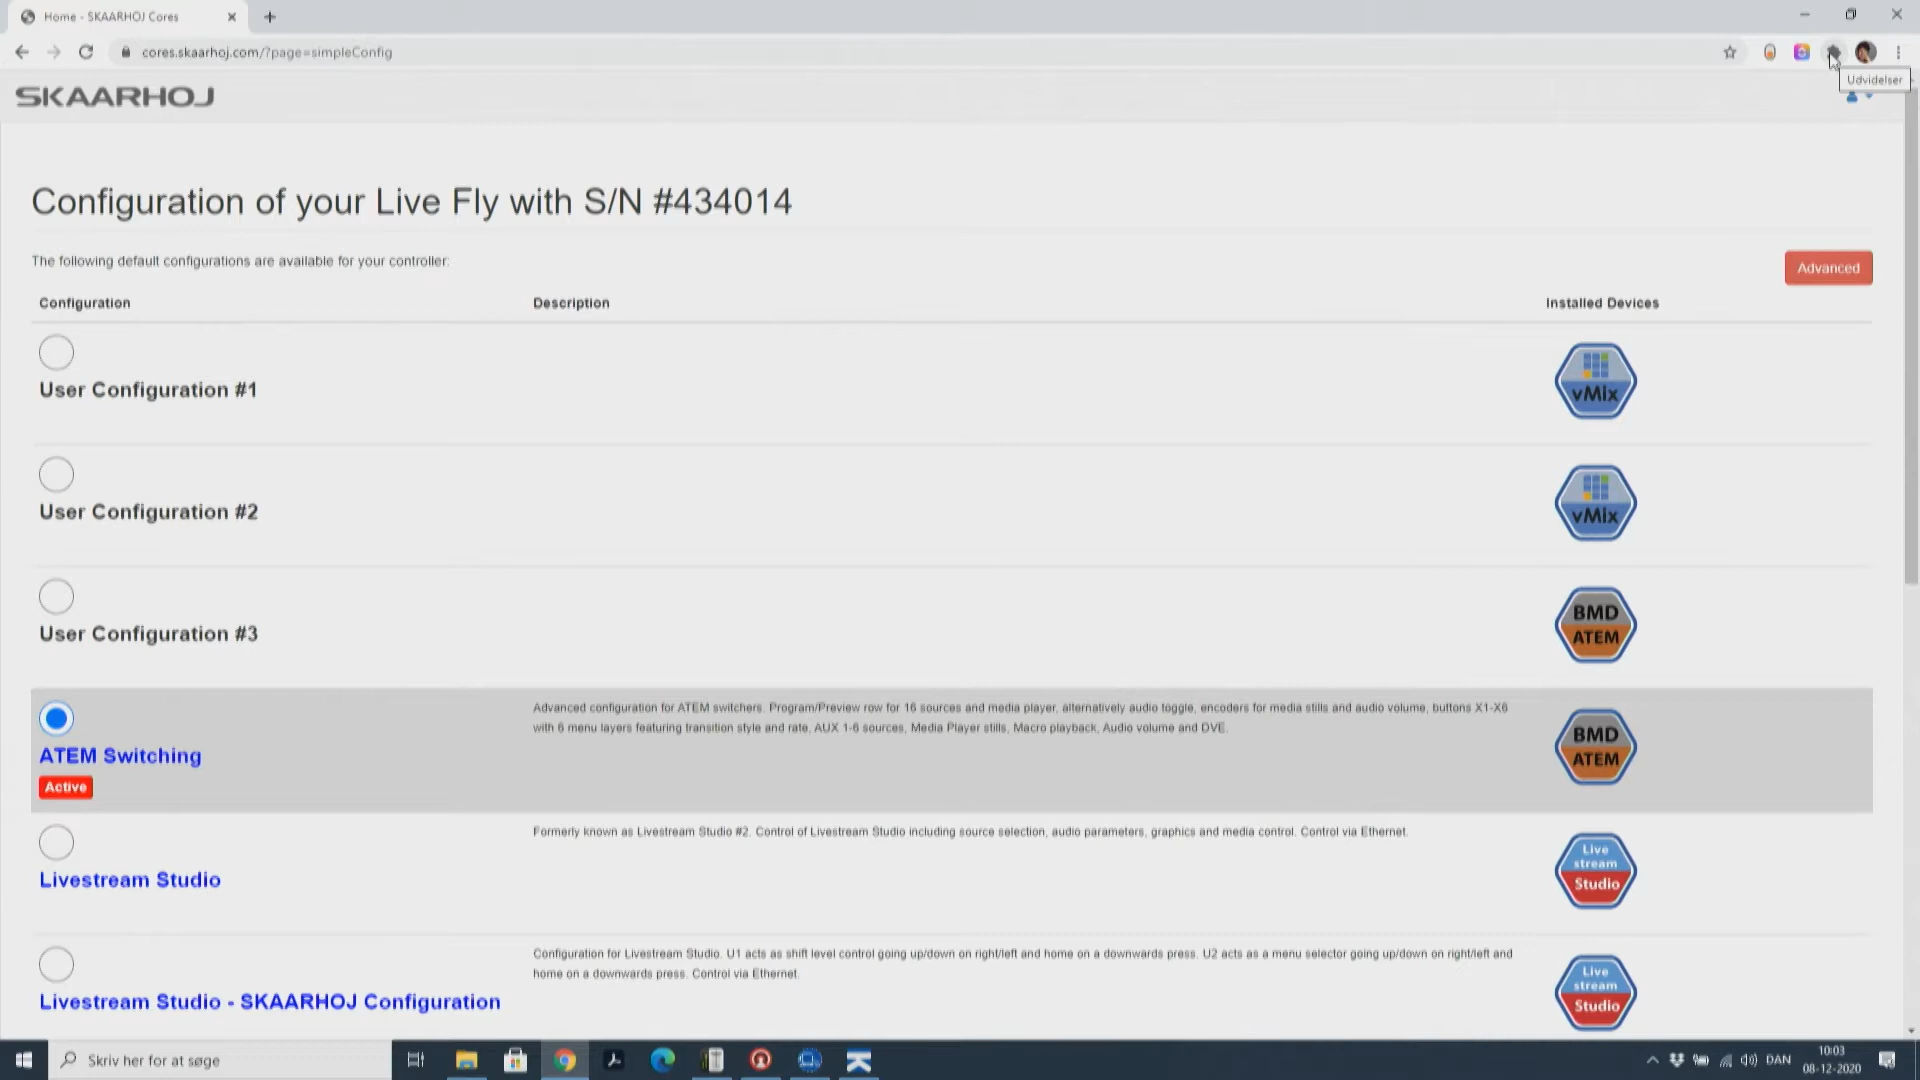 Home - SKAARHOJ Cores
cores.skaarhoj.com/?page=simpleConfig
Udvidelser
SKAARHOJ
Configuration of your Live Fly with S/N #434014
The following default configurations are available for your controller:
Advanced
Configuration Description Installed Devices
User Configuration #1
vMix
User Configuration #2
vMix
User Configuration #3
BMD
ATEM
Advanced configuration for ATEM switchers. Program/Preview row for 16 sources and media player, alternatively audio toggle, encoders for media stills and audio volume, buttons X1-X6
with 6 menu layers featuring transition style and rate, AUX 1-6 sources, Media Player stills, Macro playback, Audio volume and DVE.
ATEM Switching
Active
BMD
ATEM
Formerly known as Livestream Studio #2. Control of Livestream Studio including source selection, audio parameters, graphics and media control. Control via Ethernet.
Livestream Studio
Live
stream
Studio
Configuration for Livestream Studio. U1 acts as shift level control going up/down on right/left and home on a downwards press. U2 acts as a menu selector going up/down on right/left and
home on a downwards press. Control via Ethernet.
Livestream Studio - SKAARHOJ Configuration
Live
stream
Studio
Skriv her for at søge
DAN
10:03
08-12-2020